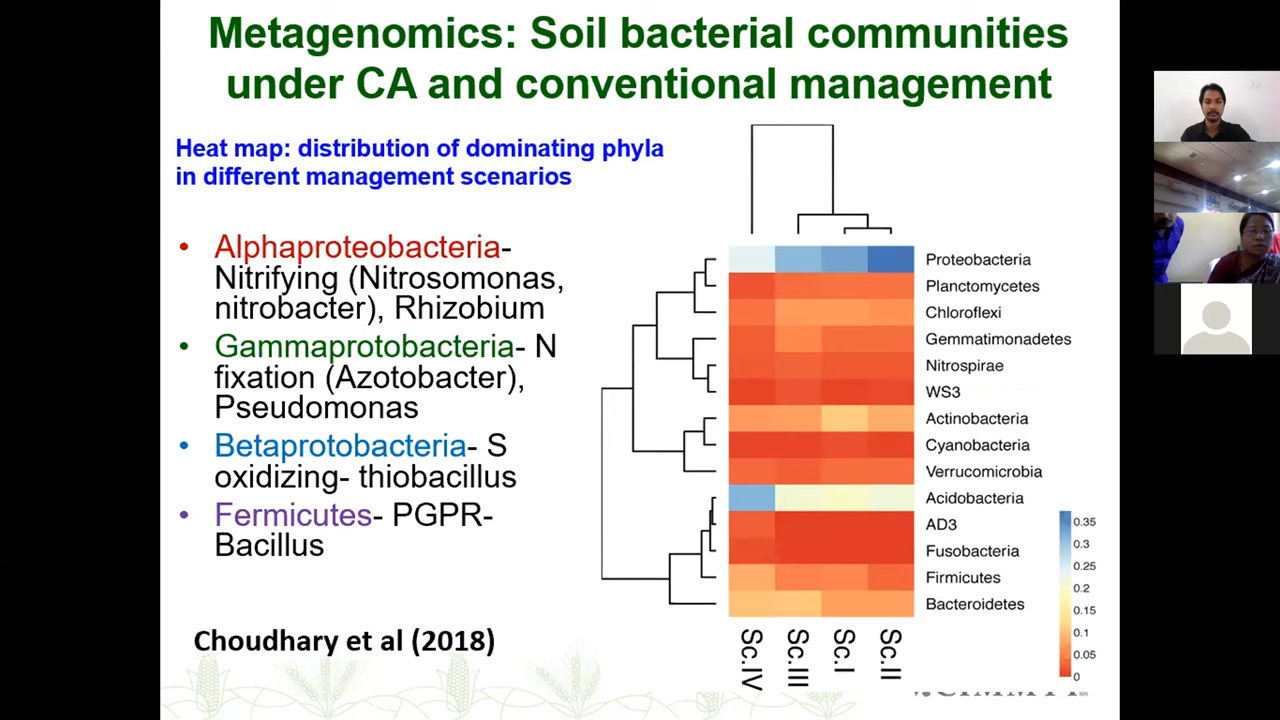 Metagenomics: Soil bacterial communities
under CA and conventional management
Heat map: distribution of dominating phyla
in different management scenarios
• Alphaproteobacteria-
Nitrifying (Nitrosomonas,
nitrobacter), Rhizobium
• Gammaprotobacteria- N
fixation (Azotobacter),
Pseudomonas
• Betaprotobacteria- S
oxidizing- thiobacillus
• Fermicutes- PGPR-
Bacillus
Choudhary et al (2018)
Proteobacteria
Planctomycetes
Chloroflexi
Gemmatimonadetes
Nitrospirae
WS3
Actinobacteria
Cyanobacteria
Verrucomicrobia
Acidobacteria
AD3
Fusobacteria
Firmicutes
Bacteroidetes
0.35
0.3
0.25
0.2
0.15
0.1
0.05
0
Sc.IV
Sc.III
Sc.I
Sc.II